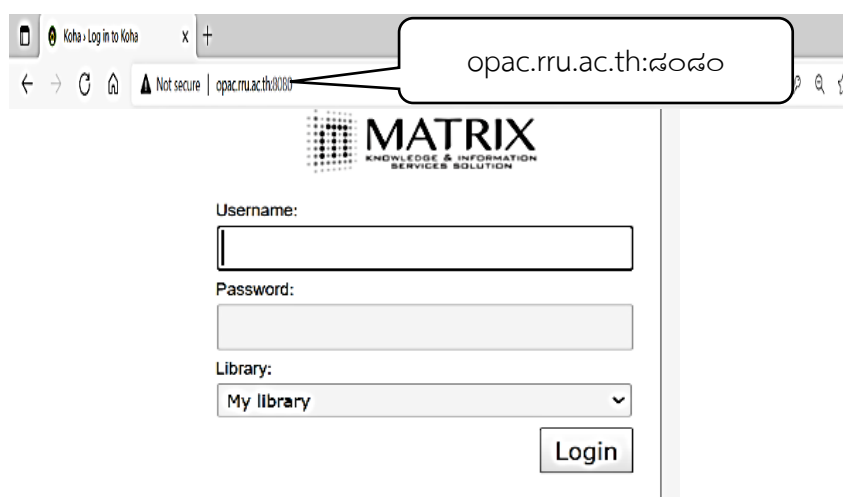 Koha › Log in to Koha
opac.rru.ac.th:๘๐๘๐
Not secure | opac.rru.ac.th:8080
MATRIX
KNOWLEDGE & INFORMATION
SERVICES SOLUTION
Username:
Password:
Library:
My library
Login